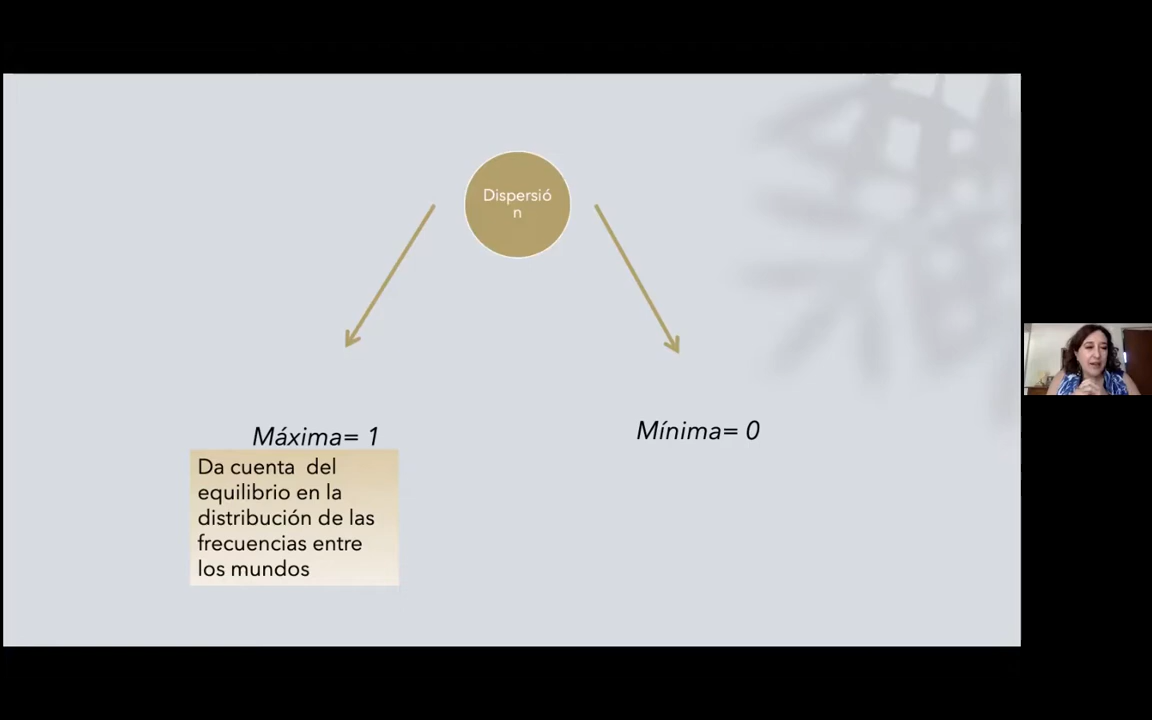 Dispersió
n
Máxima= 1
Mínima= 0
Da cuenta  del
equilibrio en la
distribución de las
frecuencias entre
los mundos